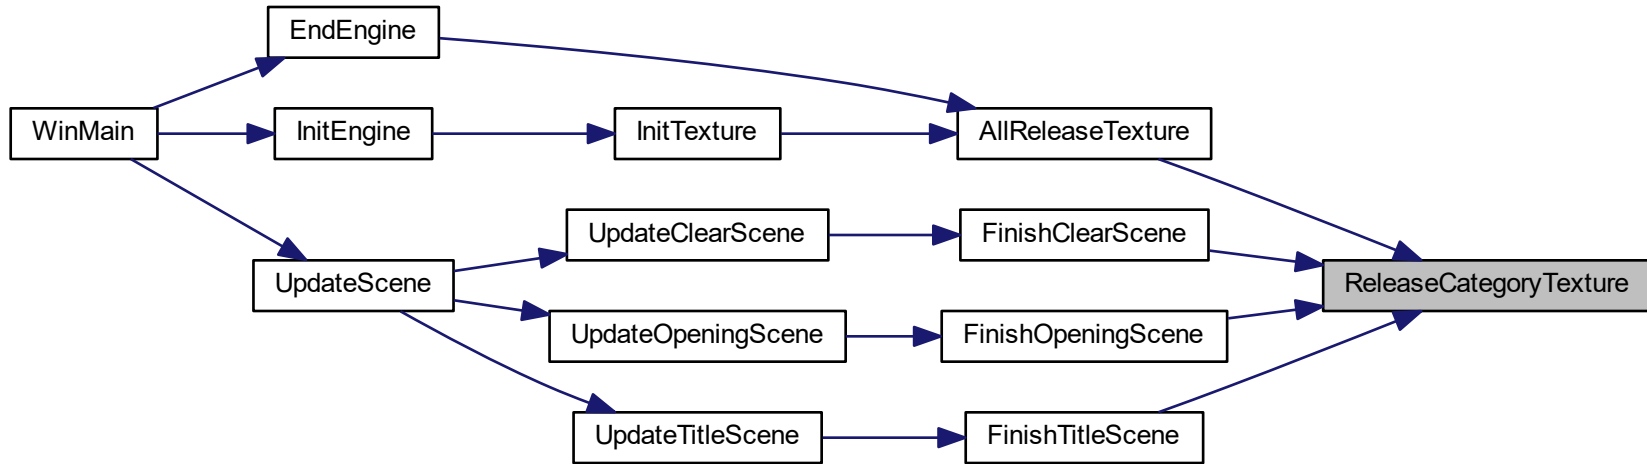 EndEngine
WinMain
InitEngine
InitTexture
AllReleaseTexture
UpdateClearScene
FinishClearScene
UpdateScene
ReleaseCategoryTexture
UpdateOpeningScene
FinishOpeningScene
UpdateTitleScene
FinishTitleScene